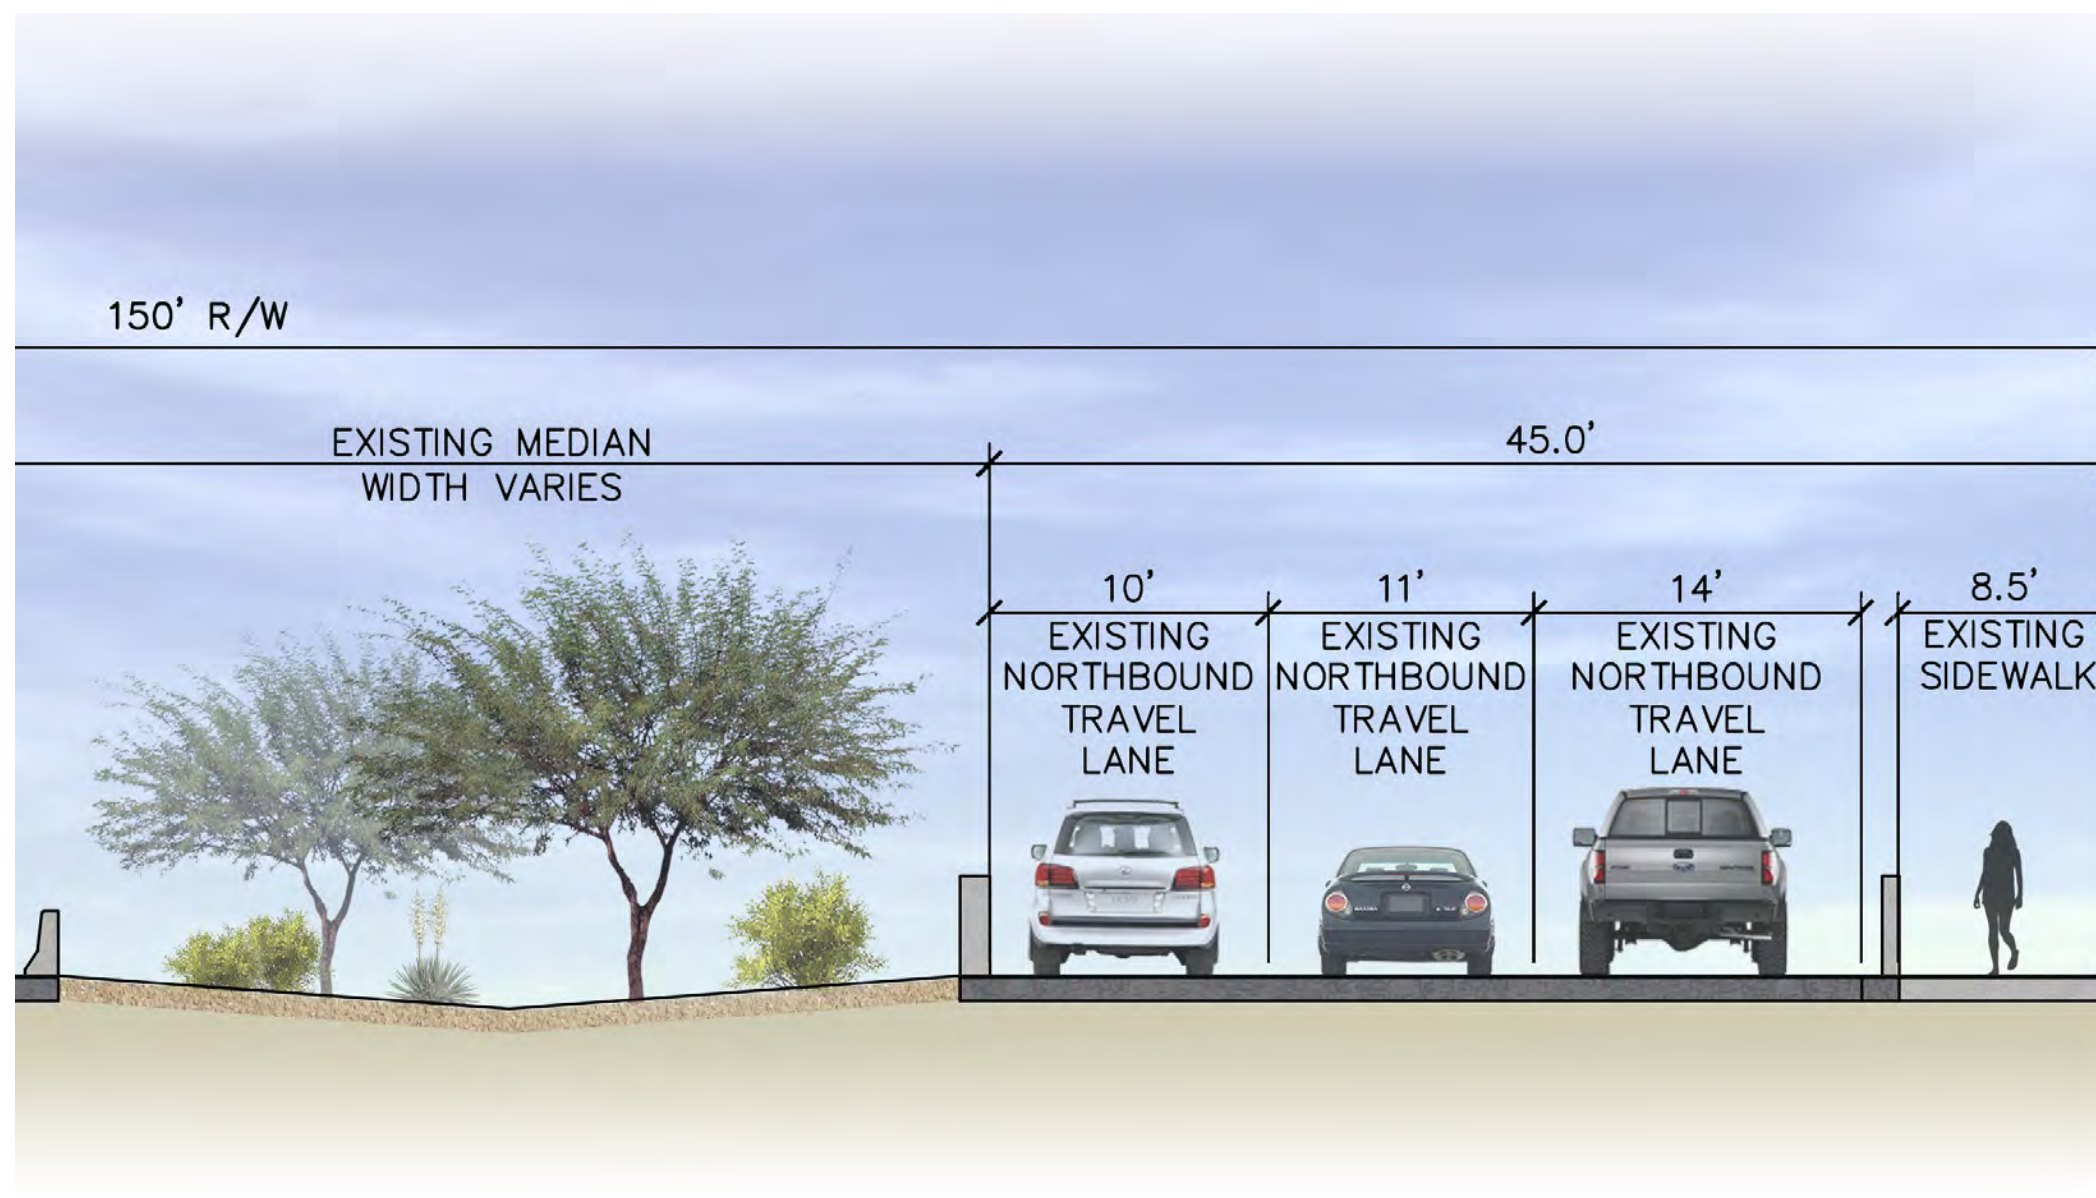 150' R/W
EXISTING MEDIAN
WIDTH VARIES
45.0'
10'
EXISTING
NORTHBOUND
TRAVEL
LANE
11'
EXISTING
NORTHBOUND
TRAVEL
LANE
14'
EXISTING
NORTHBOUND
TRAVEL
LANE
8.5'
EXISTING
SIDEWALK